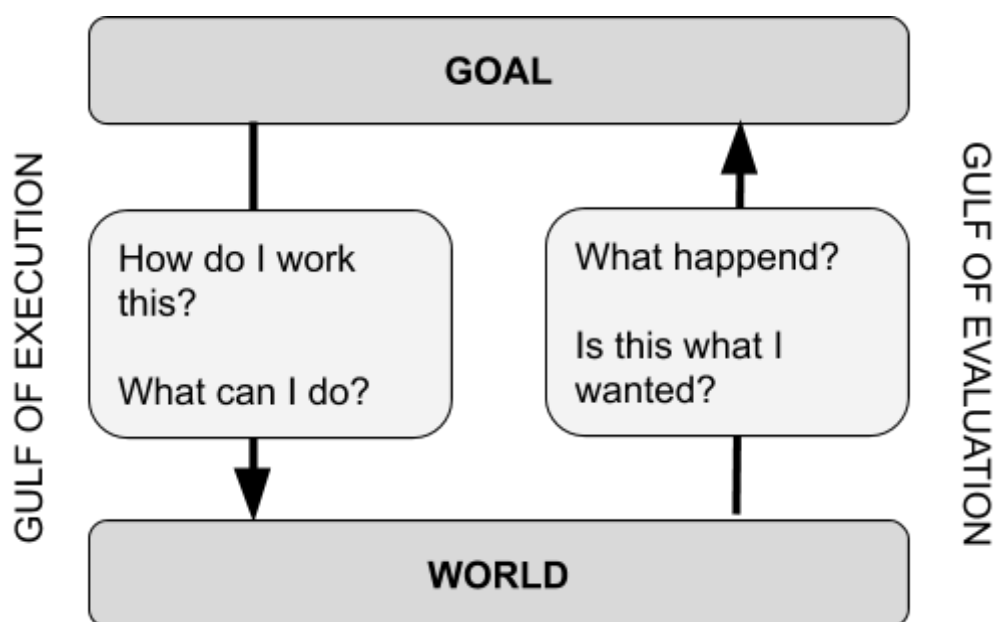 GOAL
GULF OF EXECUTION
How do I work
this?
What can I do?
What happend?
Is this what I
wanted?
GULF OF EVALUATION
WORLD